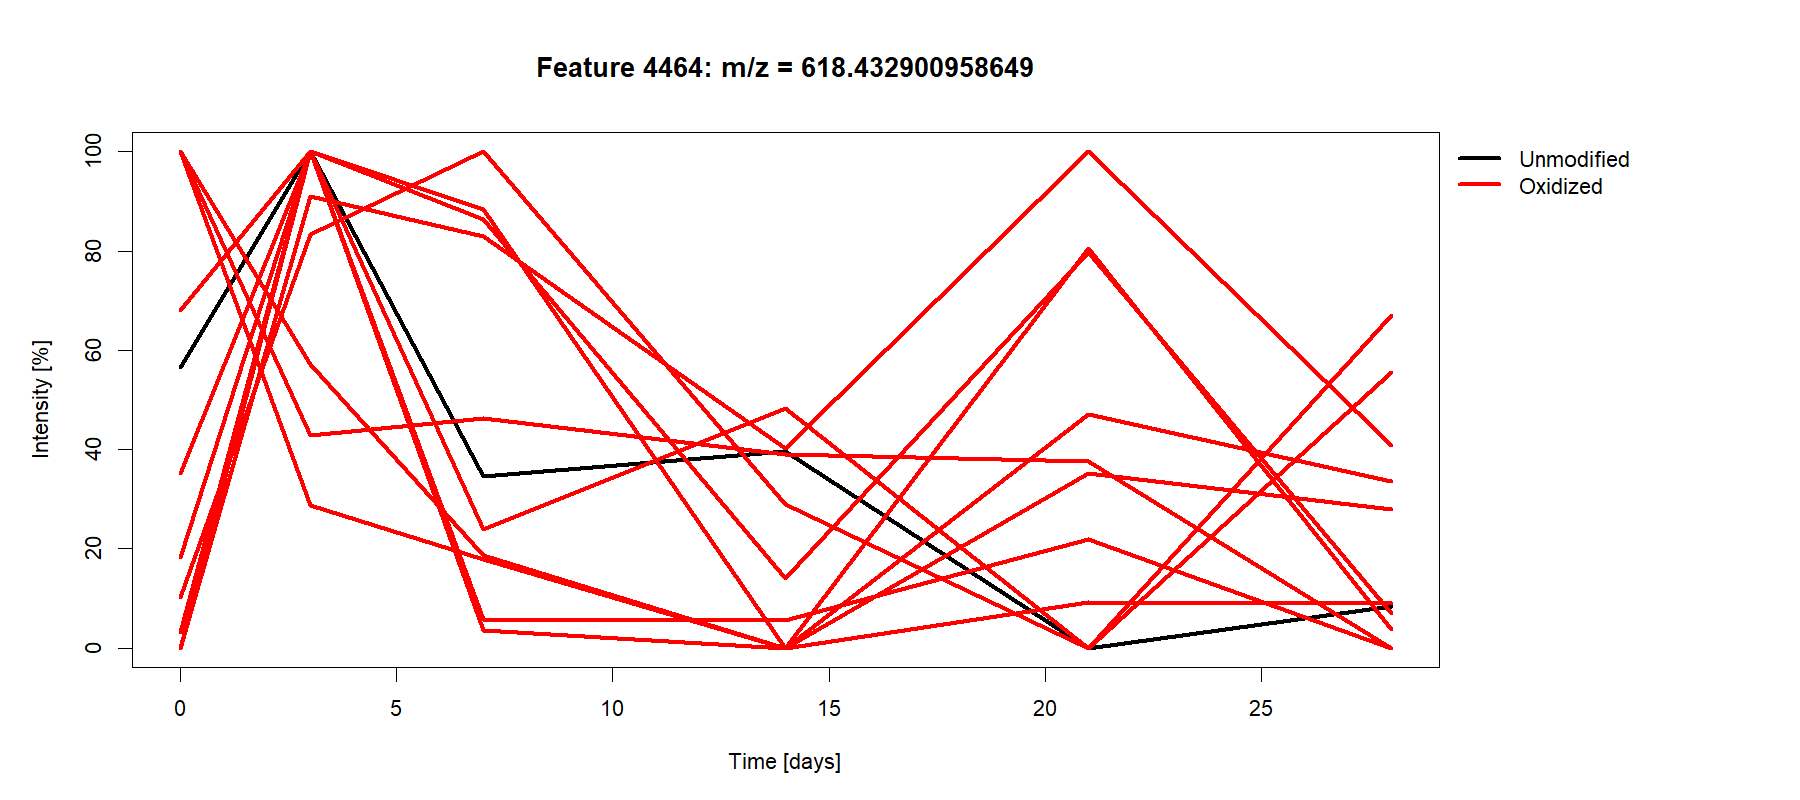 Feature 4464: m/z = 618.432900958649
Unmodified
Oxidized
100
80
60
40
20
0
Intensity [%]
0 5 10 15 20 25
Time [days]